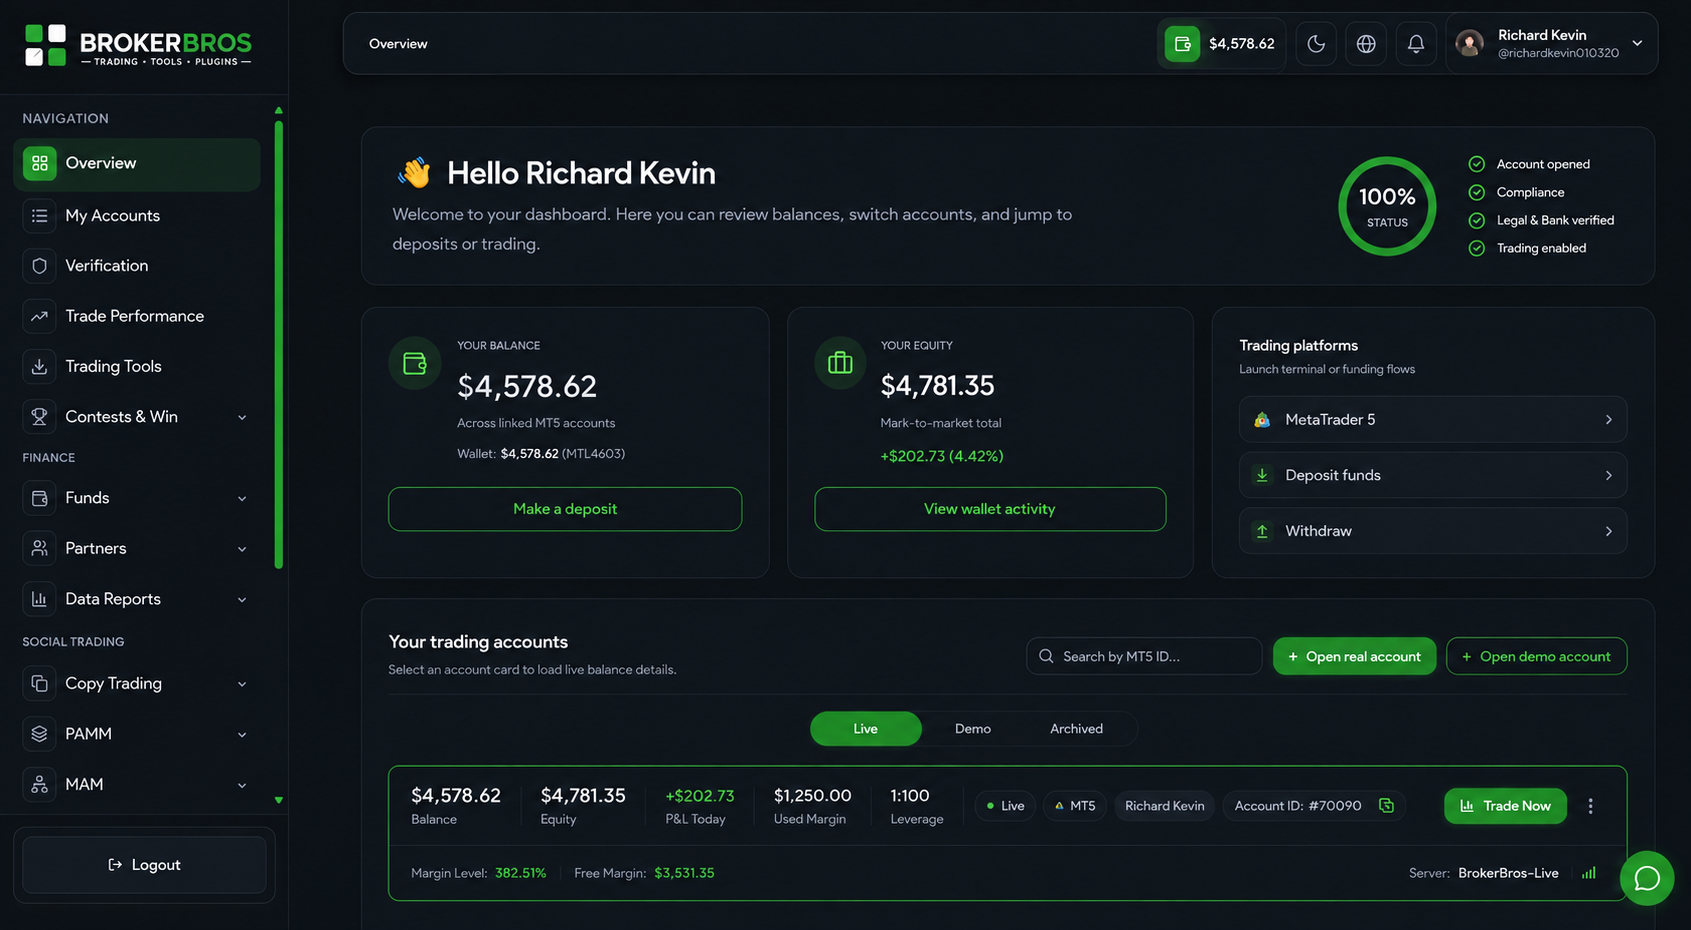 BROKERBROS
— TRADING • TOOLS • PLUGINS —
NAVIGATION
Overview
My Accounts
Verification
Trade Performance
Trading Tools
Contests & Win
FINANCE
Funds
Partners
Data Reports
SOCIAL TRADING
Copy Trading
PAMM
MAM
Logout
Overview
$4,578.62
Richard Kevin
@richardkevin010320
Hello Richard Kevin
Welcome to your dashboard. Here you can review balances, switch accounts, and jump to
deposits or trading.
100%
STATUS
Account opened
Compliance
Legal & Bank verified
Trading enabled
YOUR BALANCE
$4,578.62
Across linked MT5 accounts
Wallet: $4,578.62 (MTL4603)
Make a deposit
YOUR EQUITY
$4,781.35
Mark-to-market total
+$202.73 (4.42%)
View wallet activity
Trading platforms
Launch terminal or funding flows
MetaTrader 5
Deposit funds
Withdraw
Your trading accounts
Select an account card to load live balance details.
Search by MT5 ID...
+ Open real account
+ Open demo account
Live
Demo
Archived
$4,578.62
Balance
$4,781.35
Equity
+$202.73
P&L Today
$1,250.00
Used Margin
1:100
Leverage
Live
MT5
Richard Kevin
Account ID: #70090
Trade Now
Margin Level: 382.51%
Free Margin: $3,531.35
Server: BrokerBros-Live